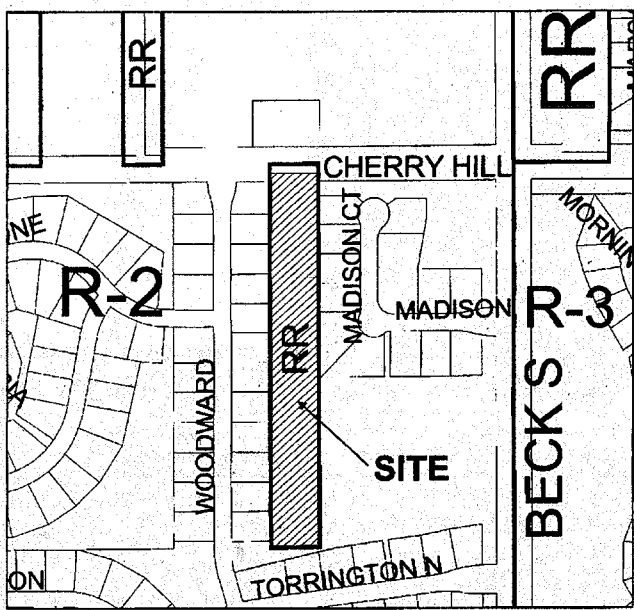 RR
RR
CHERRY HILL
MADISON CT
MORNIN
NE
R-2
MADISON
R-3
RR
WOODWARD
SITE
BECK S
TORRINGTON N
ON